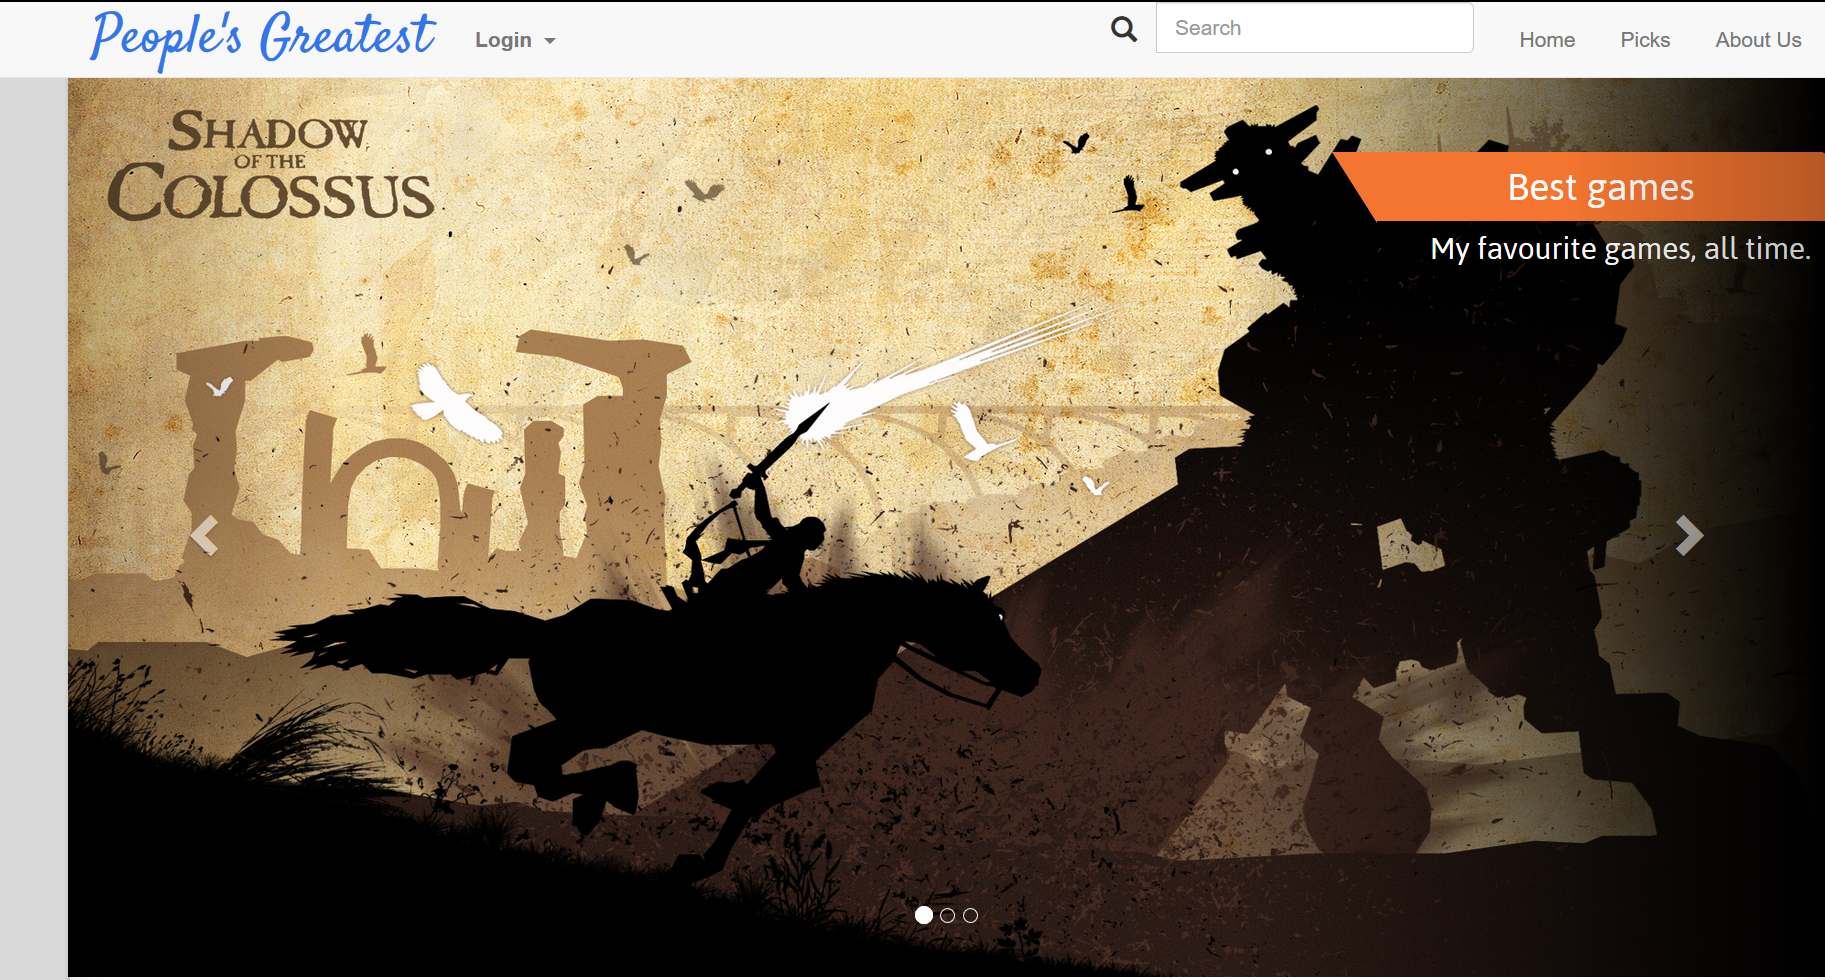 People's Greatest
Login
Search
Home
Picks
About Us
SHADOW
OF THE
COLOSSUS
Best games
My favourite games, all time.